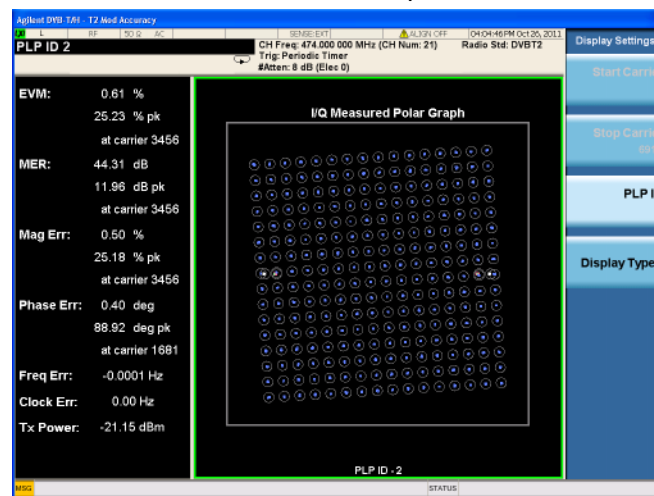 Agilent DVB-T/H - T2 Mod Accuracy
L RF 50 Ω AC SENSE:EXT ALIGN OFF 04:04:46 PM Oct 26, 2011
PLP ID 2
CH Freq: 474.000 000 MHz (CH Num: 21) Radio Std: DVBT2
Trig: Periodic Timer
#Atten: 8 dB (Elec 0)
Display Settings
Start Carri
Stop Carri
691
PLP I
Display Type
EVM: 0.61 %
25.23 % pk
at carrier 3456
MER: 44.31 dB
11.96 dB pk
at carrier 3456
Mag Err: 0.50 %
25.18 % pk
at carrier 3456
Phase Err: 0.40 deg
88.92 deg pk
at carrier 1681
Freq Err: -0.0001 Hz
Clock Err: 0.00 Hz
Tx Power: -21.15 dBm
I/Q Measured Polar Graph
PLP ID - 2
MSG STATUS